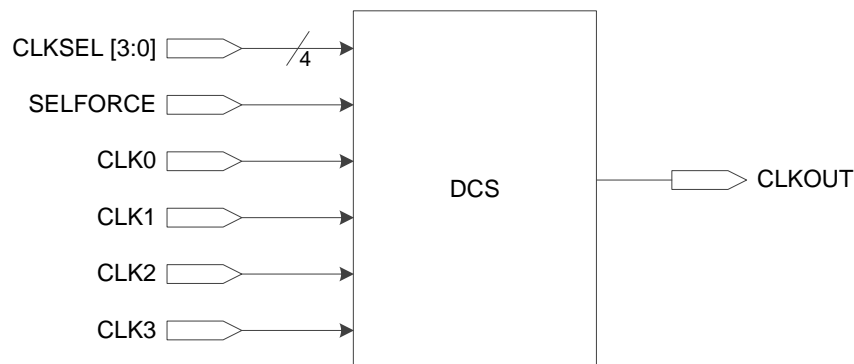 CLKSEL [3:0]
4
SELFORCE
CLK0
CLK1
DCS
CLKOUT
CLK2
CLK3